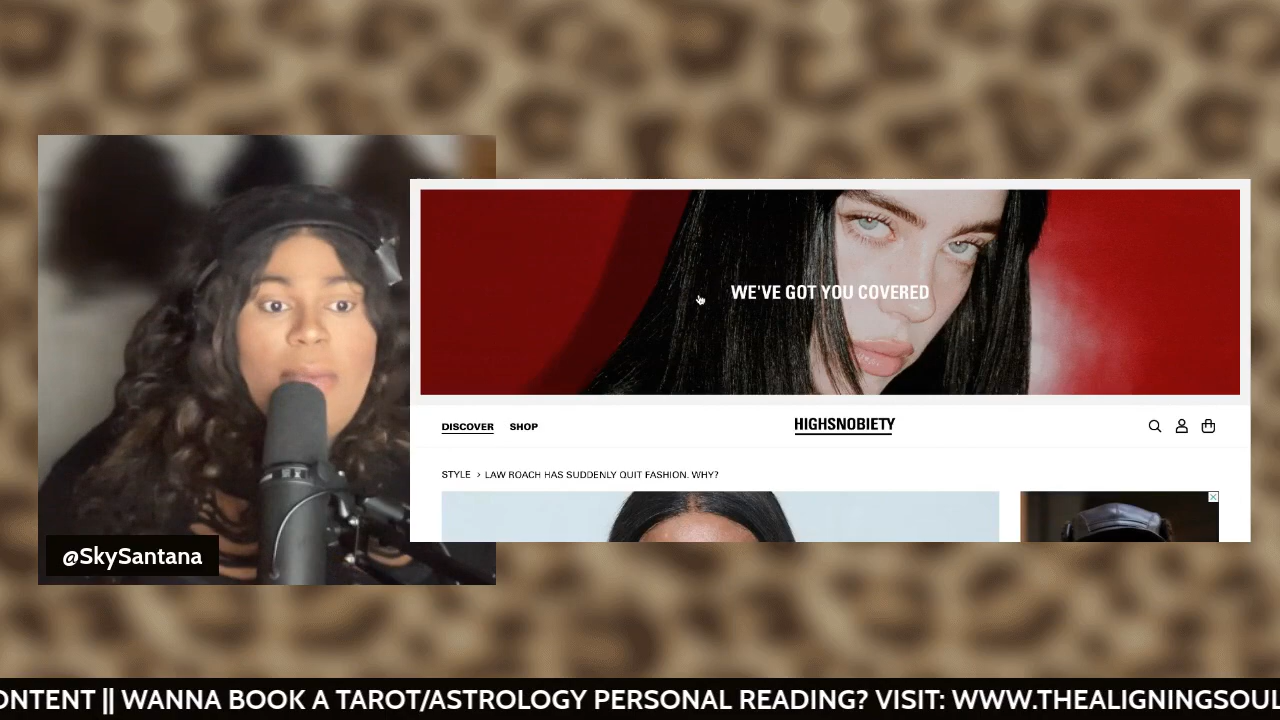 WE'VE GOT YOU COVERED
DISCOVER SHOP HIGHSNOBIETY
STYLE > LAW ROACH HAS SUDDENLY QUIT FASHION. WHY?
@SkySantana
ONTENT || WANNA BOOK A TAROT/ASTROLOGY PERSONAL READING? VISIT: WWW.THEALIGNINGSOUL